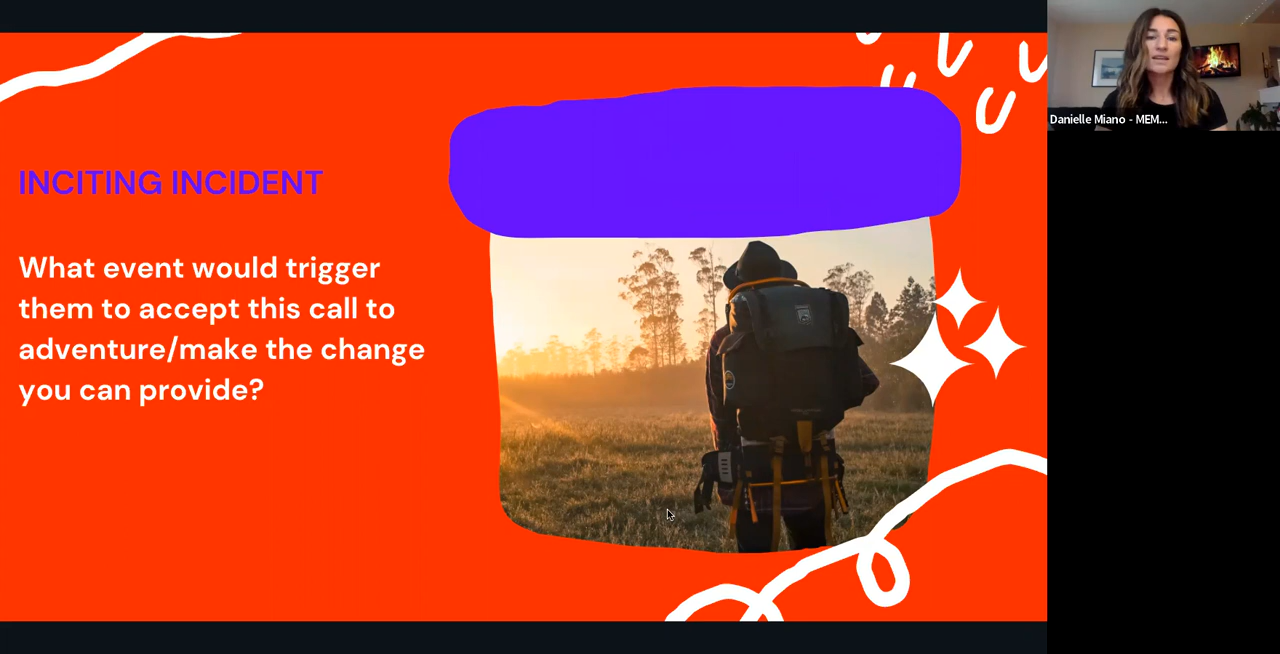 INCITING INCIDENT
What event would trigger
them to accept this call to
adventure/make the change
you can provide?
Danielle Miano - MEM...